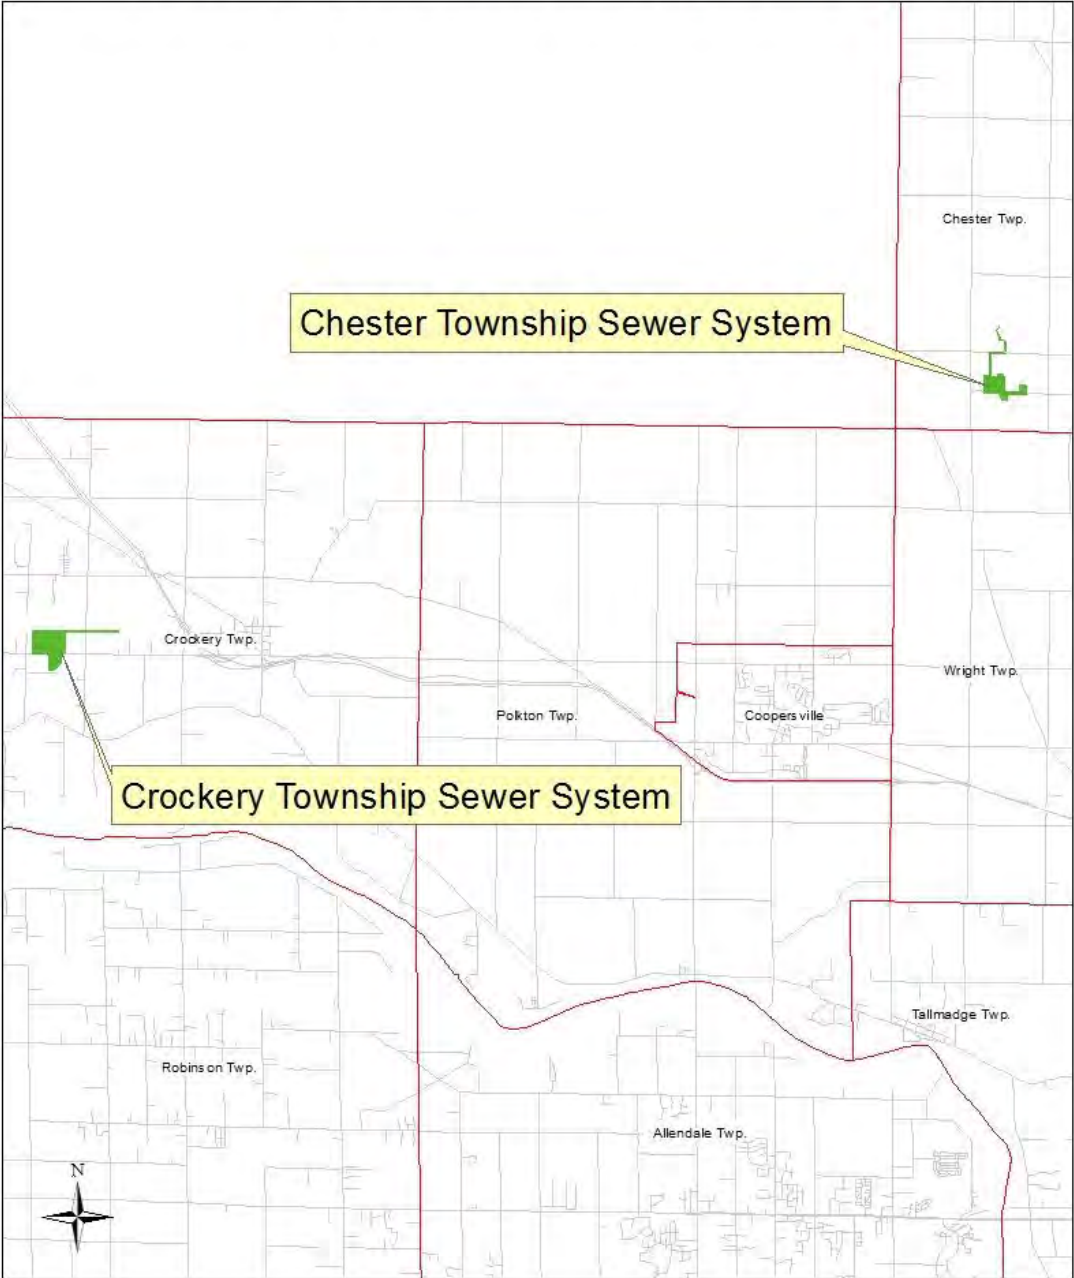 Chester Twp.
Chester Township Sewer System
Crockery Twp.
Wright Twp.
Polkton Twp.
Coopersville
Crockery Township Sewer System
Tallmadge Twp.
Robinson Twp.
Allendale Twp.
N